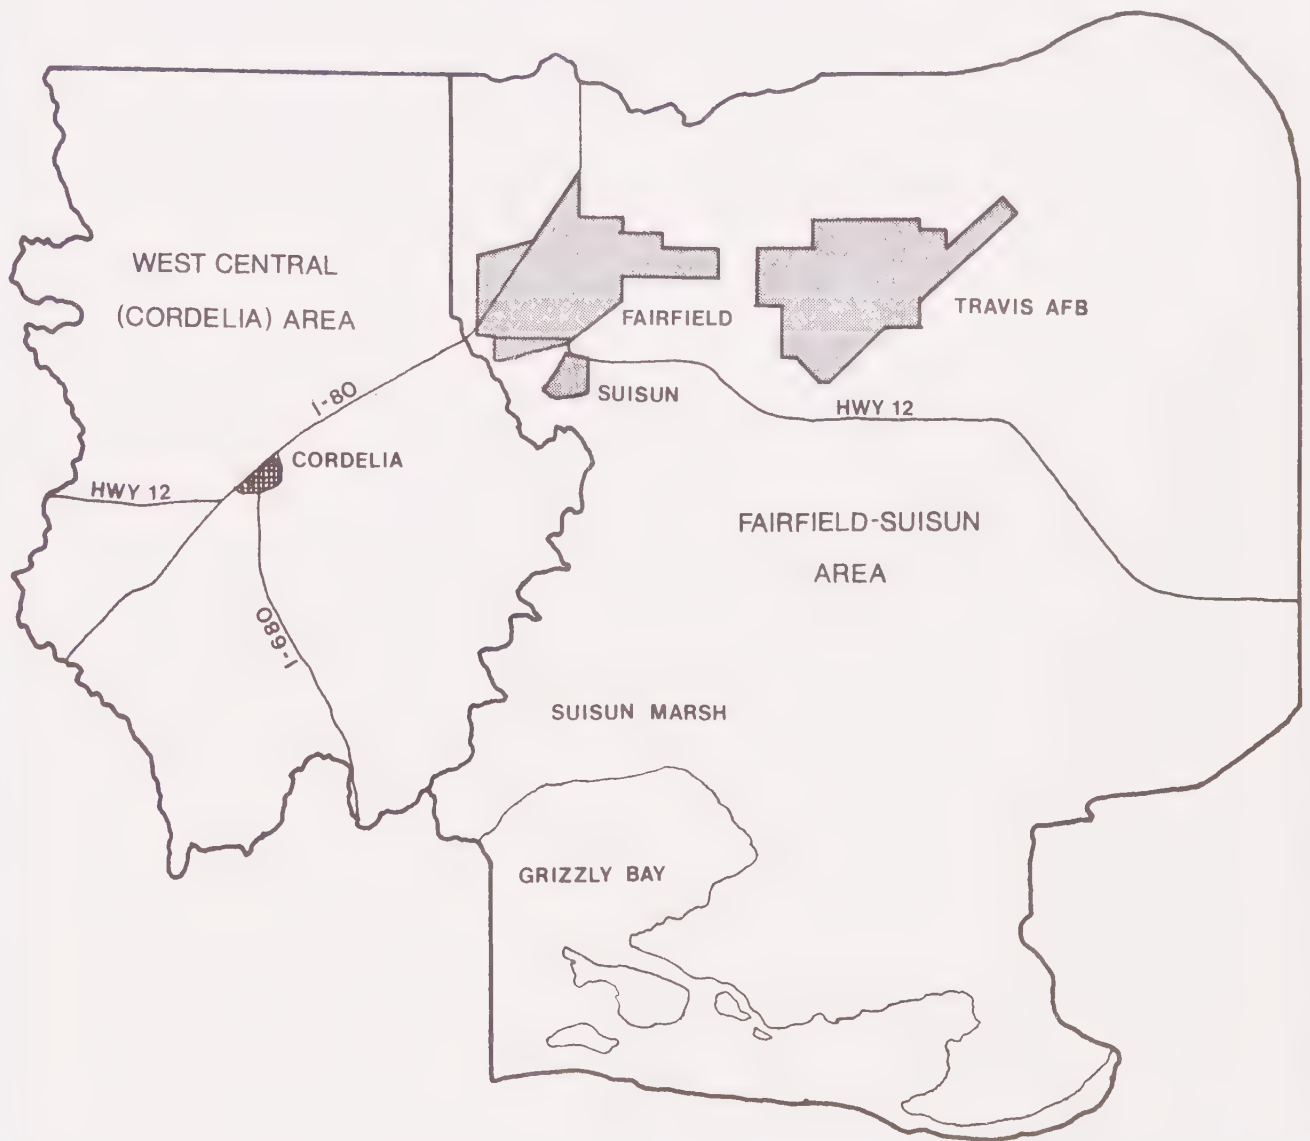 WEST CENTRAL
(CORDELIA) AREA
FAIRFIELD
TRAVIS AFB
SUISUN
I-80
HWY 12
CORDELIA
HWY 12
FAIRFIELD-SUISUN
AREA
I-680
SUISUN MARSH
GRIZZLY BAY